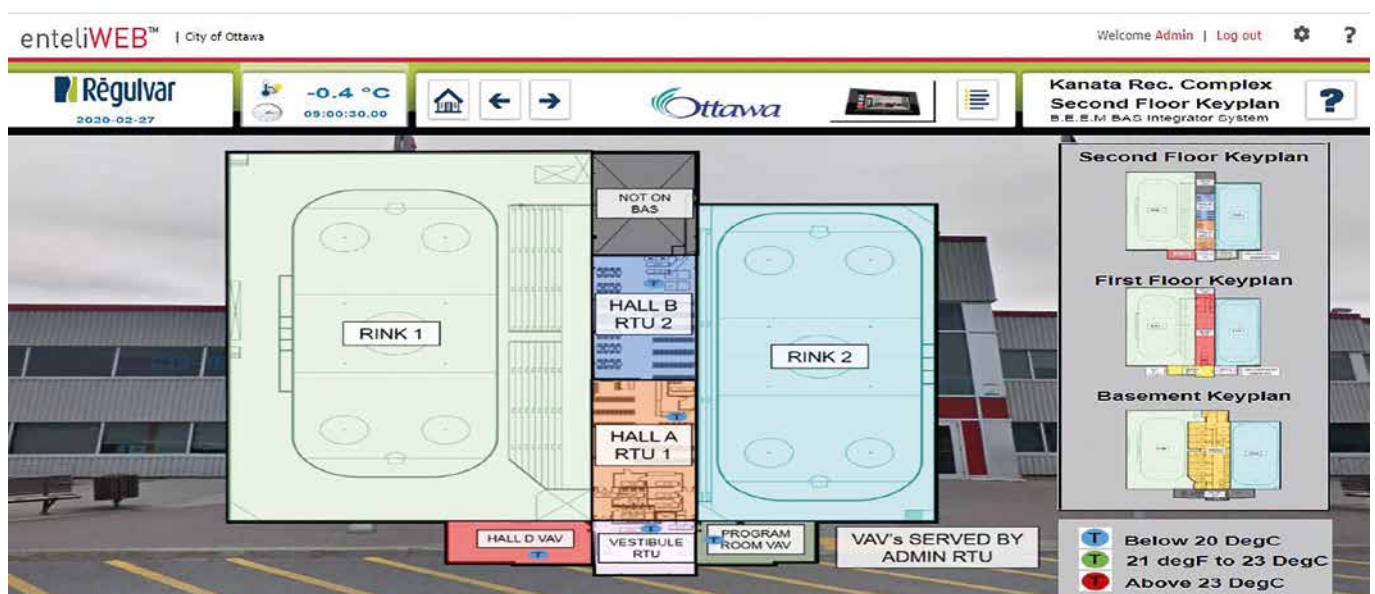 enteliWEB™ | City of Ottawa
Welcome Admin | Log out
?
Régulvar
2020-02-27
-0.4 °C
09:00:30.00
Ottawa
Kanata Rec. Complex
Second Floor Keyplan
B.E.E.M BAS Integrator System
?
NOT ON
BAS
HALL B
RTU 2
RINK 1
RINK 2
HALL A
RTU 1
HALL D VAV
VESTIBULE
RTU
PROGRAM
ROOM VAV
VAV's SERVED BY
ADMIN RTU
Second Floor Keyplan
First Floor Keyplan
Basement Keyplan
T Below 20 DegC
T 21 degF to 23 DegC
T Above 23 DegC